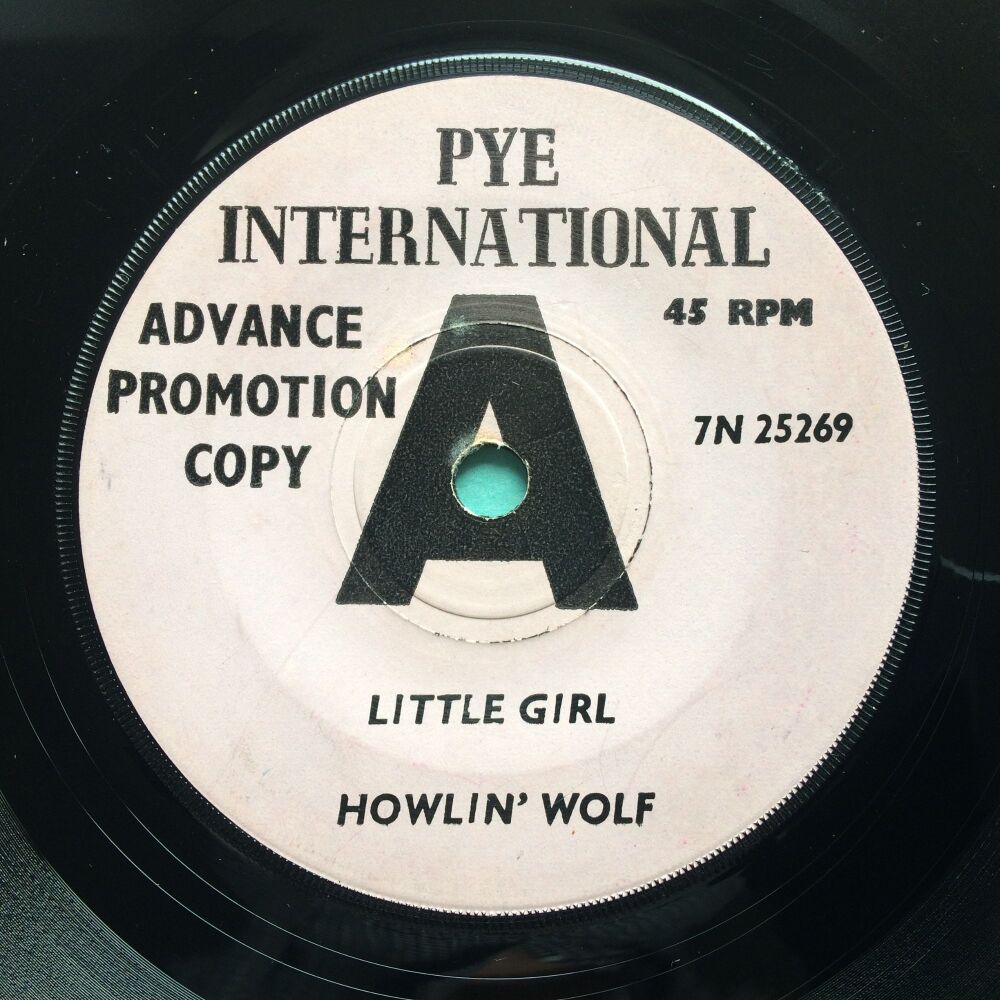 PYE
INTERNATIONAL
ADVANCE
PROMOTION
COPY
A
45 RPM
7N 25269
LITTLE GIRL
HOWLIN' WOLF